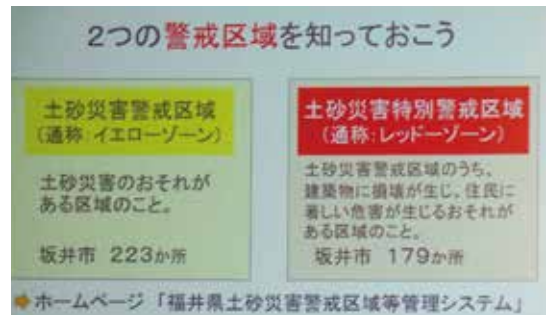 2つの警戒区域を知っておこう
土砂災害警戒区域
(通称:イエローゾーン)
土砂災害のおそれが
ある区域のこと。
坂井市 223か所
土砂災害特別警戒区域
(通称:レッドーゾーン)
土砂災害警戒区域のうち、
建築物に損壊が生じ、住民に
著しい危害が生じるおそれが
ある区域のこと。
坂井市 179か所
ホームページ「福井県土砂災害警戒区域等管理システム」